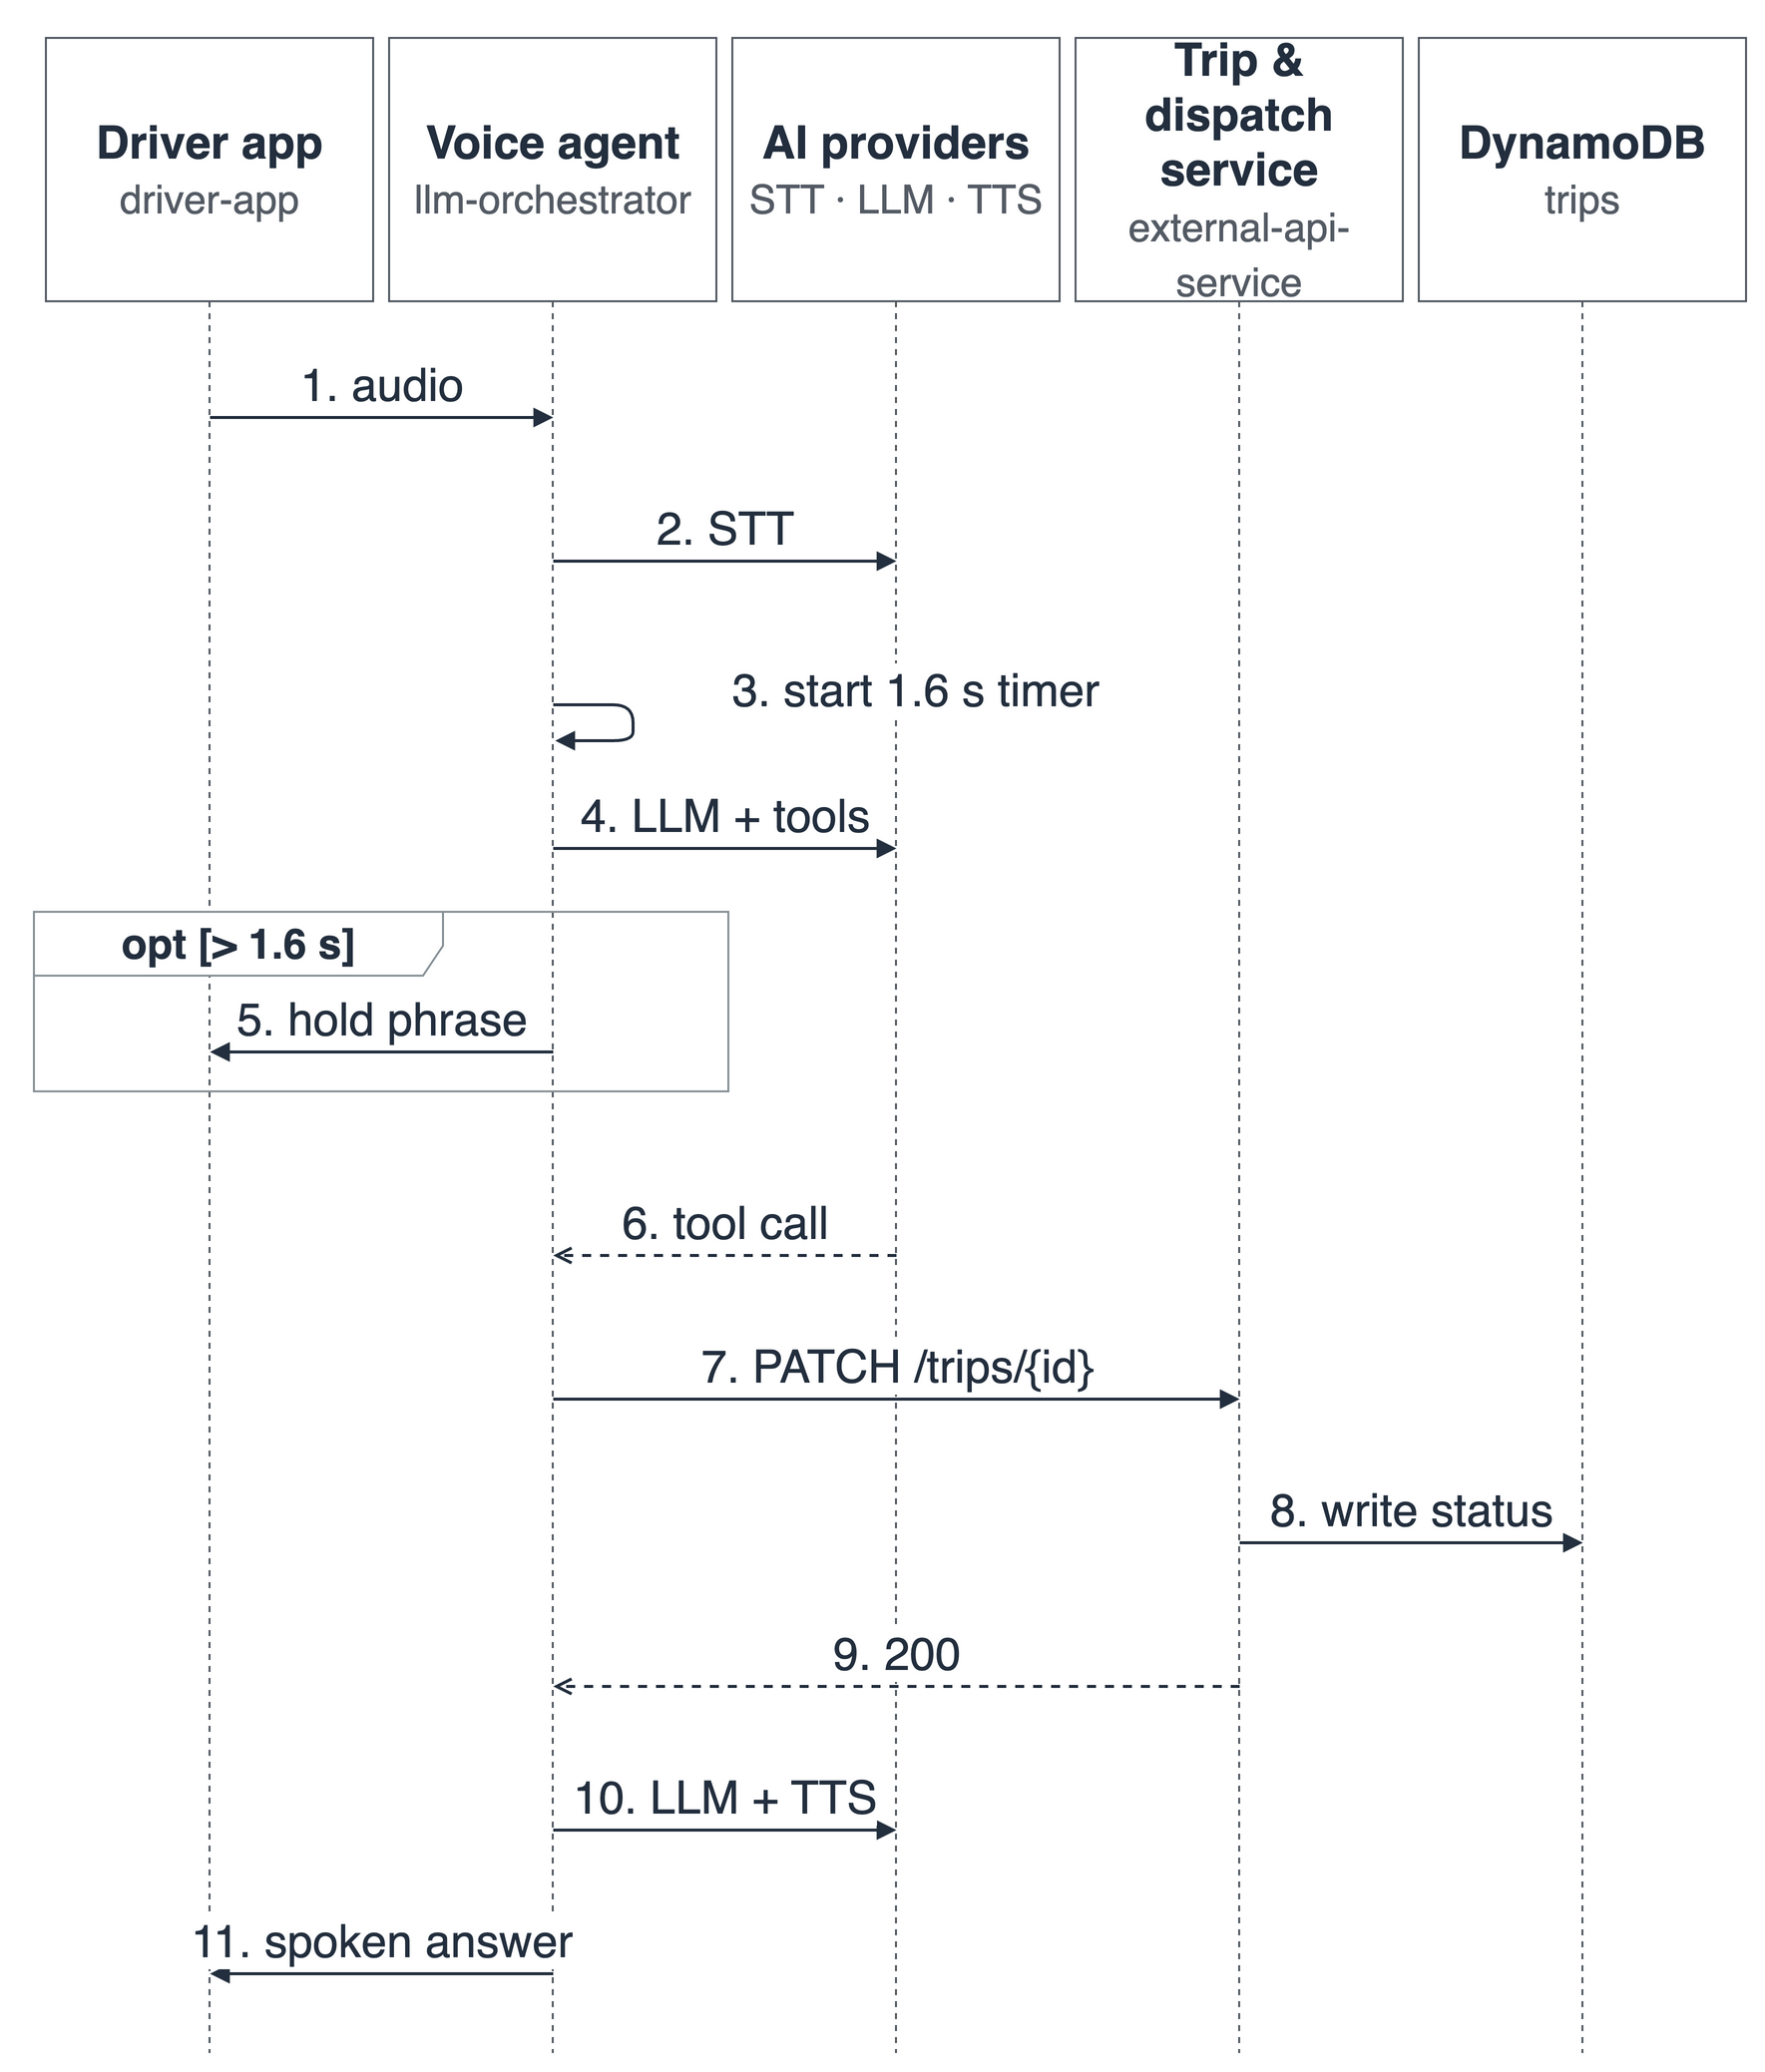 Driver app
driver-app
Voice agent
llm-orchestrator
AI providers
STT · LLM · TTS
Trip &
dispatch
service
external-api-
service
DynamoDB
trips
1. audio
2. STT
3. start 1.6 s timer
4. LLM + tools
opt [> 1.6 s]
5. hold phrase
6. tool call
7. PATCH /trips/{id}
8. write status
9. 200
10. LLM + TTS
11. spoken answer